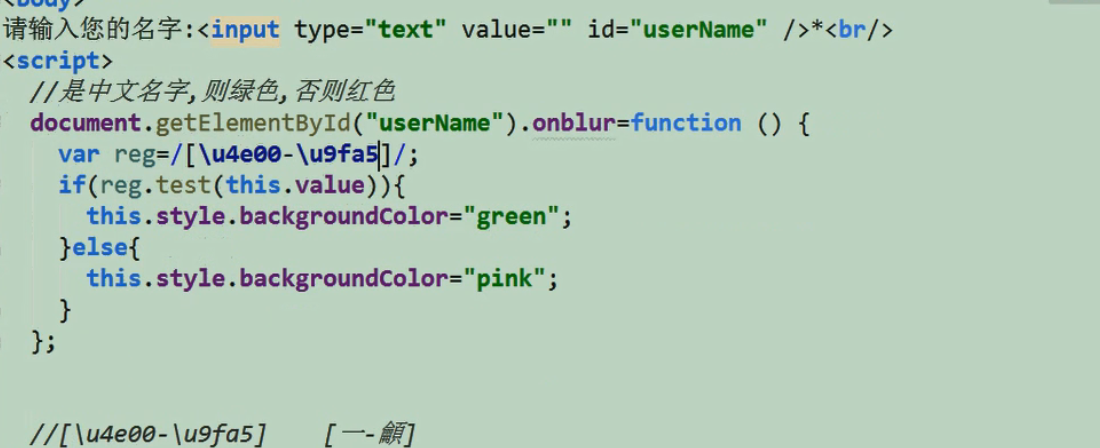 <body>
请输入您的名字:<input type="text" value="" id="userName" />*<br/>
<script>
//是中文名字,则绿色,否则红色
document.getElementById("userName").onblur=function () {
var reg=/[\u4e00-\u9fa5]/;
if(reg.test(this.value)){
this.style.backgroundColor="green";
}else{
this.style.backgroundColor="pink";
}
};
//[\u4e00-\u9fa5] [一-龥]